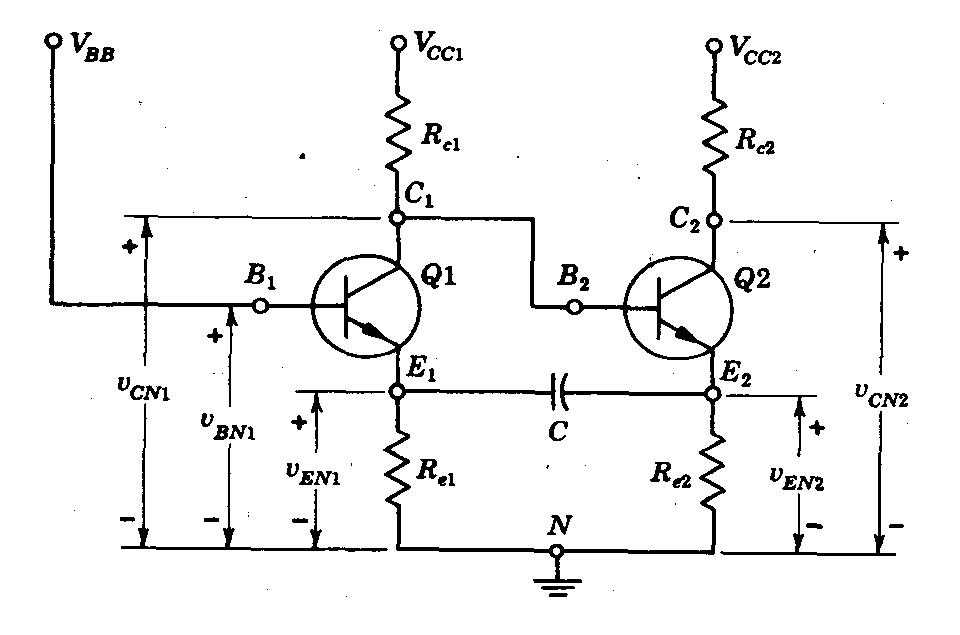 V_BB
V_CC1
V_CC2
R_c1
R_c2
C_1
C_2
B_1
Q1
B_2
Q2
+
+
+
E_1
E_2
v_CN1
v_BN1
+
C
v_CN2
+
v_EN1
R_e1
R_e2
v_EN2
−
−
−
N
−
−